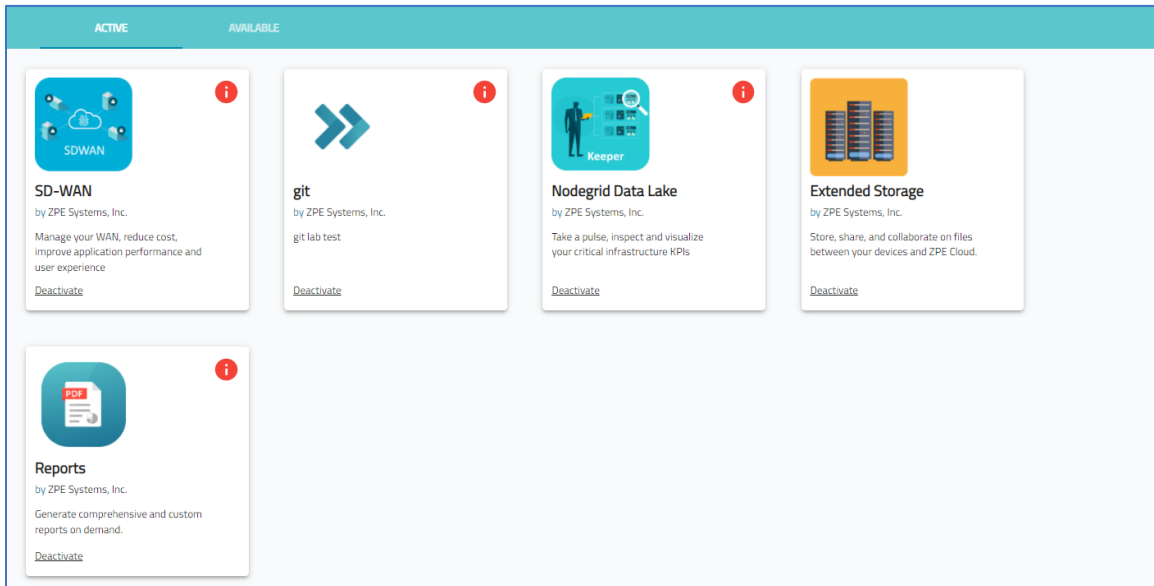 ACTIVE
AVAILABLE
SDWAN
SD-WAN
by ZPE Systems, Inc.
Manage your WAN, reduce cost,
improve application performance and
user experience
Deactivate
git
by ZPE Systems, Inc.
git lab test
Deactivate
Keeper
Nodegrid Data Lake
by ZPE Systems, Inc.
Take a pulse, inspect and visualize
your critical infrastructure KPIs
Deactivate
Extended Storage
by ZPE Systems, Inc.
Store, share, and collaborate on files
between your devices and ZPE Cloud.
Deactivate
PDF
Reports
by ZPE Systems, Inc.
Generate comprehensive and custom
reports on demand.
Deactivate